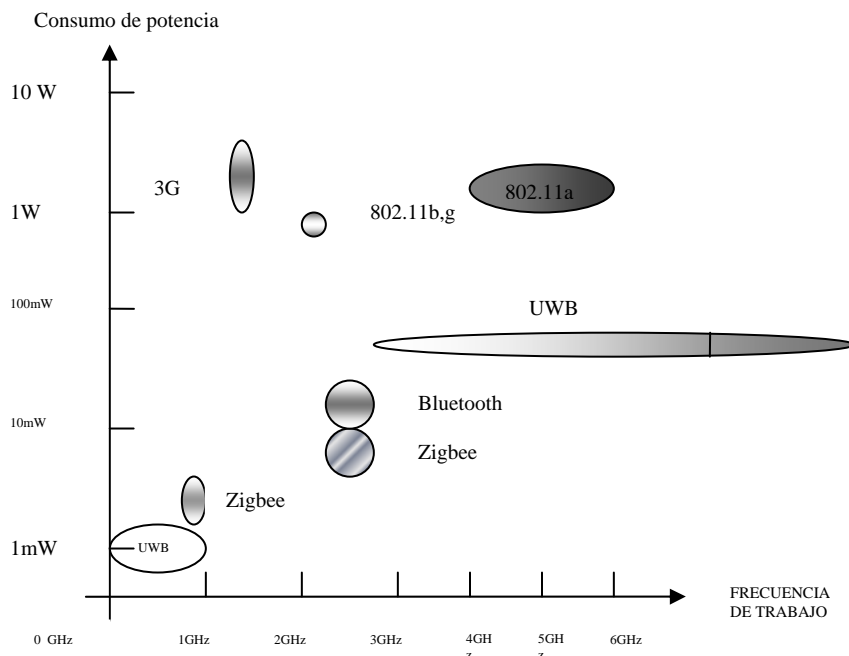 Consumo de potencia
10 W
3G
802.11a
1W
802.11b,g
100mW
UWB
Bluetooth
10mW
Zigbee
Zigbee
1mW
UWB
FRECUENCIA
DE TRABAJO
0 GHz
1GHz
2GHz
3GHz
4GH
z
5GH
z
6GHz